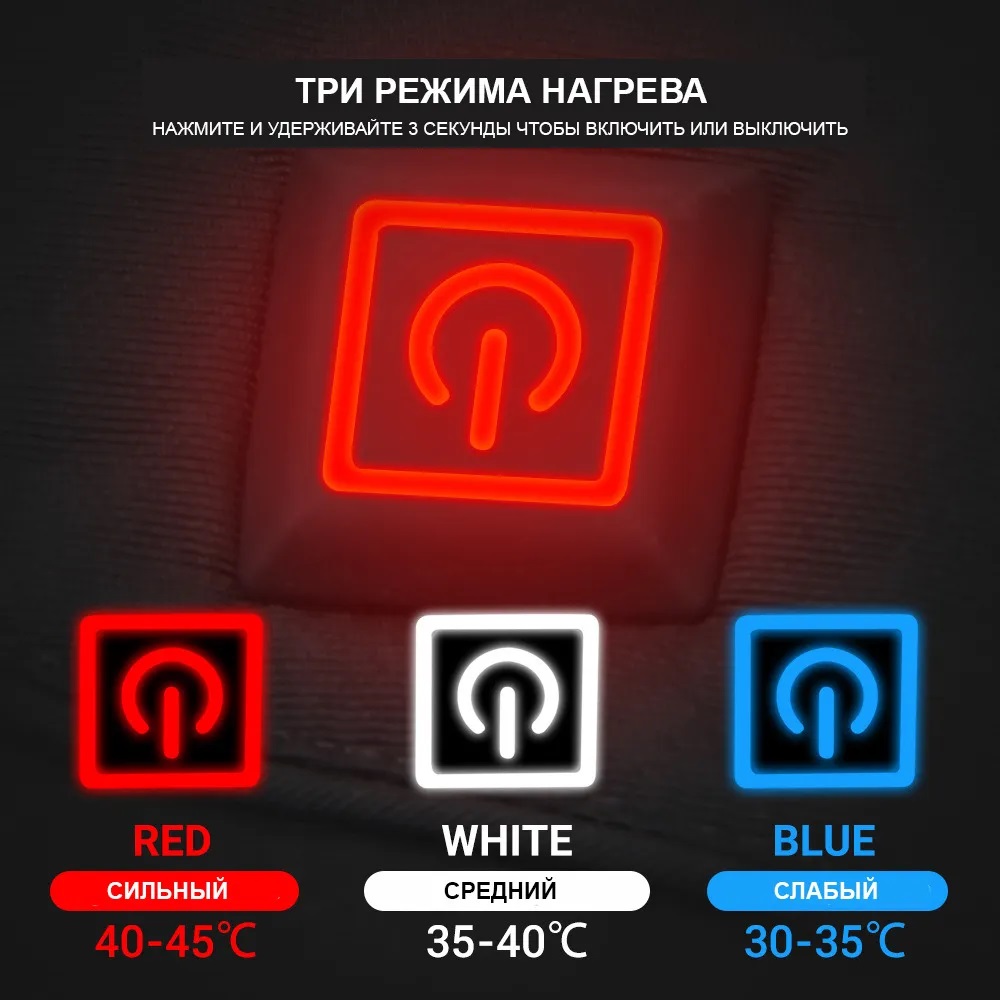 ТРИ РЕЖИМА НАГРЕВА
НАЖМИТЕ И УДЕРЖИВАЙТЕ 3 СЕКУНДЫ ЧТОБЫ ВКЛЮЧИТЬ ИЛИ ВЫКЛЮЧИТЬ
RED WHITE BLUE
СИЛЬНЫЙ СРЕДНИЙ СЛАБЫЙ
40-45℃ 35-40℃ 30-35℃